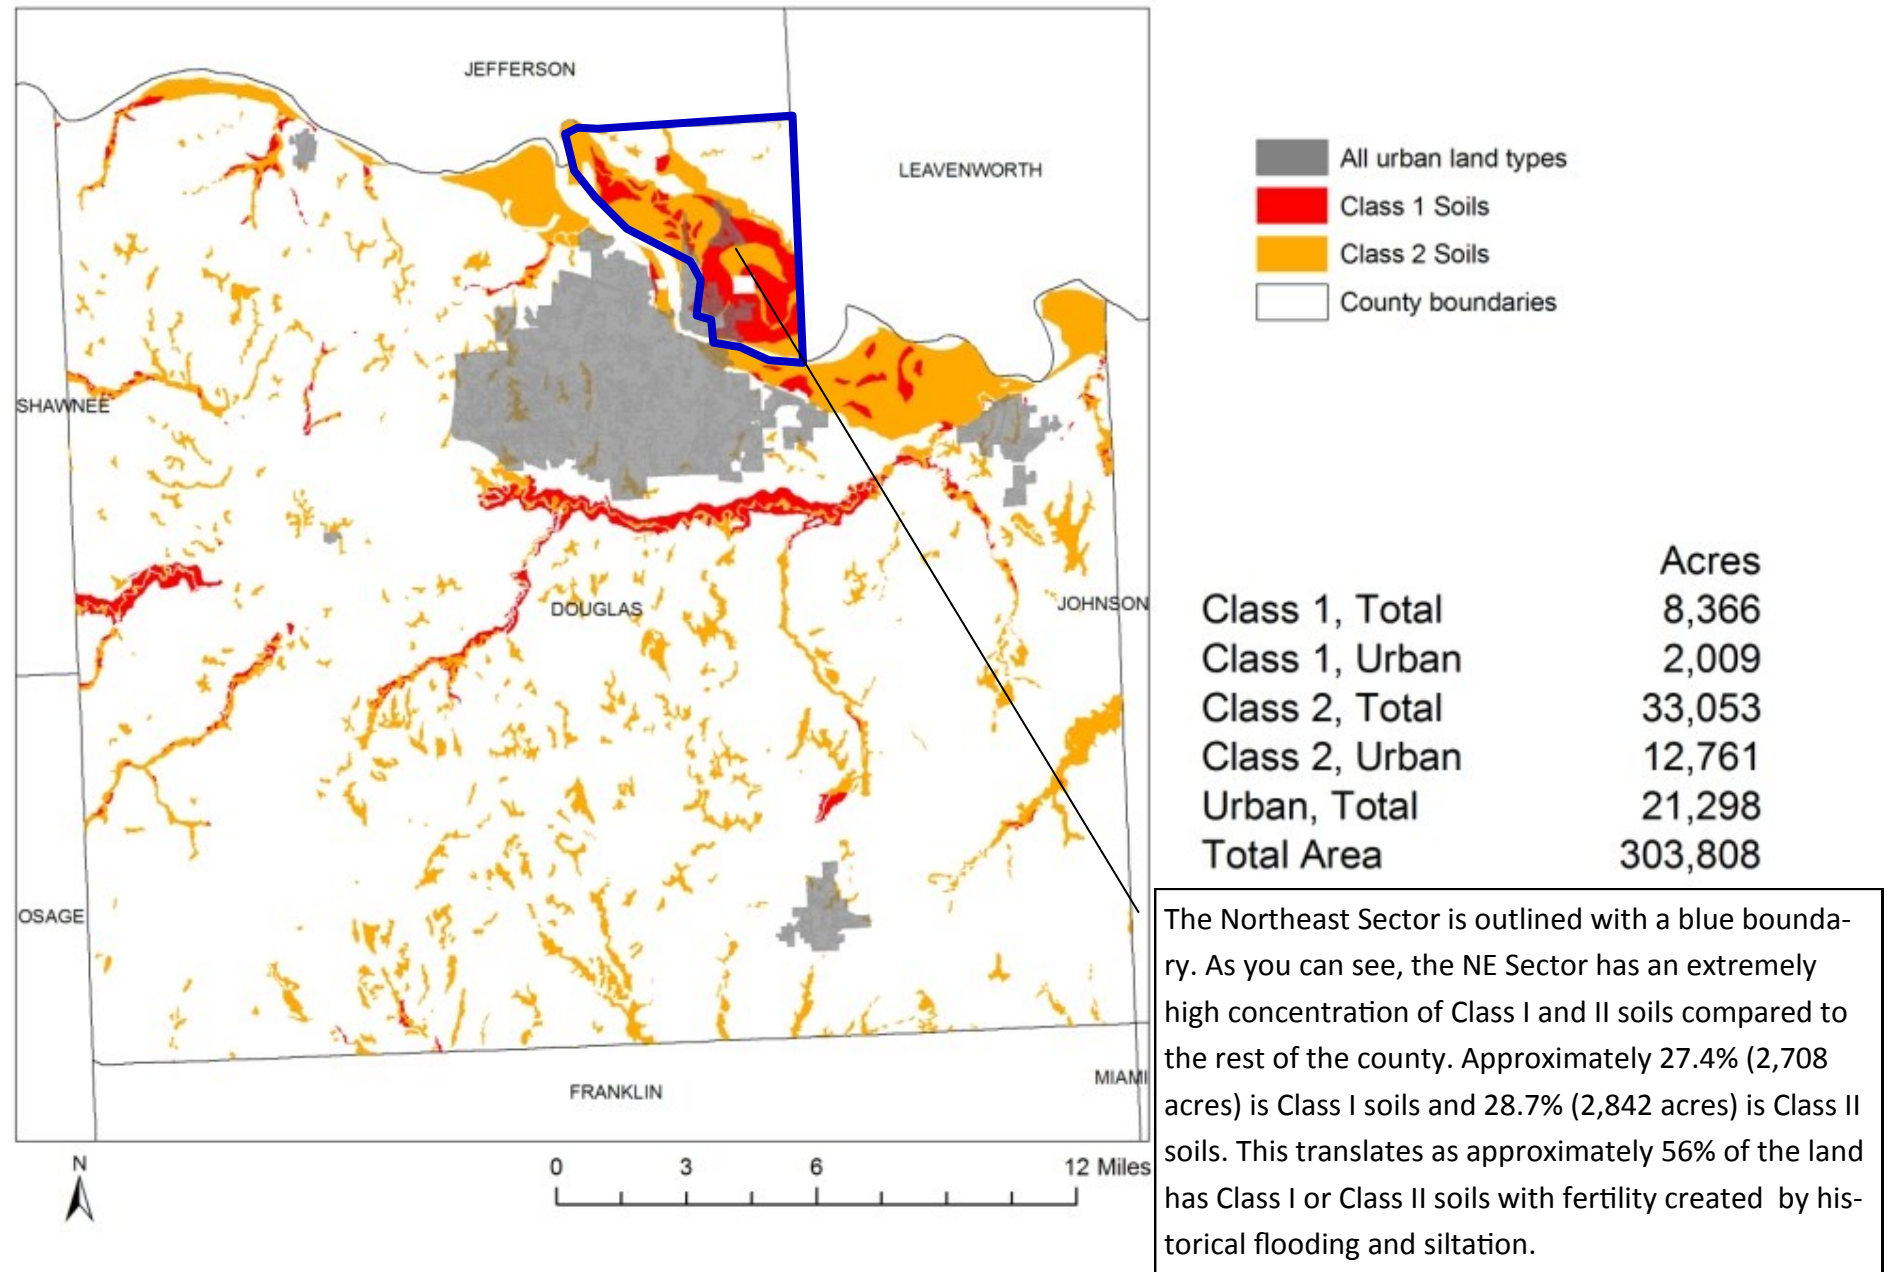 JEFFERSON
LEAVENWORTH
SHAWNEE
DOUGLAS
JOHNSON
OSAGE
FRANKLIN
MIAMI
N
0 3 6 12 Miles
All urban land types
Class 1 Soils
Class 2 Soils
County boundaries
Acres
Class 1, Total 8,366
Class 1, Urban 2,009
Class 2, Total 33,053
Class 2, Urban 12,761
Urban, Total 21,298
Total Area 303,808
The Northeast Sector is outlined with a blue bounda-
ry. As you can see, the NE Sector has an extremely
high concentration of Class I and II soils compared to
the rest of the county. Approximately 27.4% (2,708
acres) is Class I soils and 28.7% (2,842 acres) is Class II
soils. This translates as approximately 56% of the land
has Class I or Class II soils with fertility created  by his-
torical flooding and siltation.